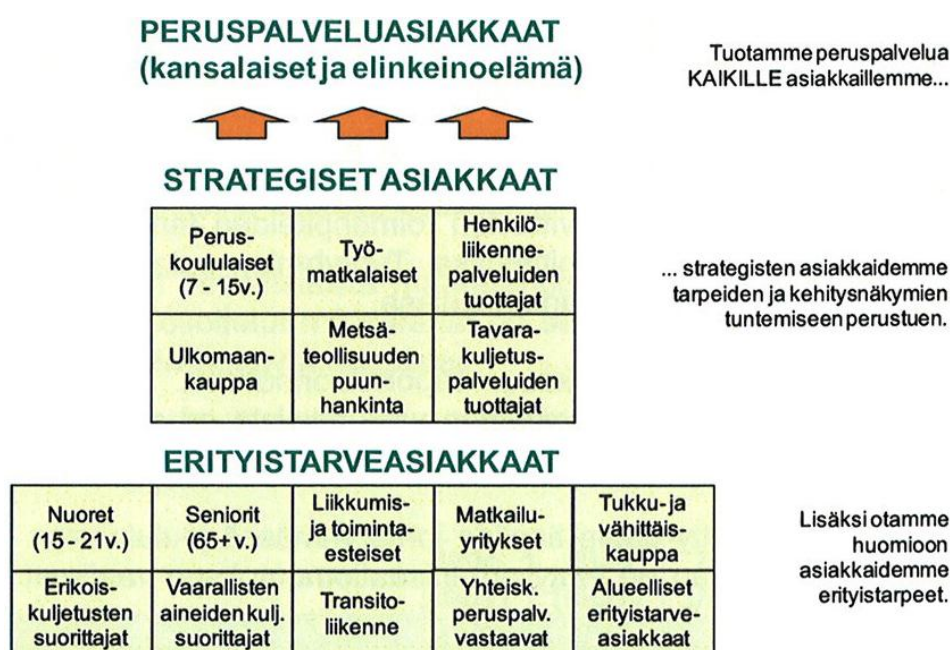 PERUSPALVELUASIAKKAAT
(kansalaiset ja elinkeinoelämä)
Tuotamme peruspalvelua
KAIKILLE asiakkaillemme...
STRATEGISET ASIAKKAAT
Perus-
koululaiset
(7 - 15v.)
Työ-
matkalaiset
Henkilö-
liikenne-
palveluiden
tuottajat
Ulkomaan-
kauppa
Metsä-
teollisuuden
puun-
hankinta
Tavara-
kuljetus-
palveluiden
tuottajat
... strategisten asiakkaidemme
tarpeiden ja kehitysnäkymien
tuntemiseen perustuen.
ERITYISTARVEASIAKKAAT
Nuoret
(15 - 21v.)
Seniorit
(65+ v.)
Liikkumis-
ja toiminta-
esteiset
Matkailu-
yritykset
Tukku- ja
vähittäis-
kauppa
Erikois-
kuljetusten
suorittajat
Vaarallisten
aineiden kulj.
suorittajat
Transito-
liikenne
Yhteisk.
peruspalv.
vastaavat
Alueelliset
erityistarve-
asiakkaat
Lisäksi otamme
huomioon
asiakkaidemme
erityistarpeet.